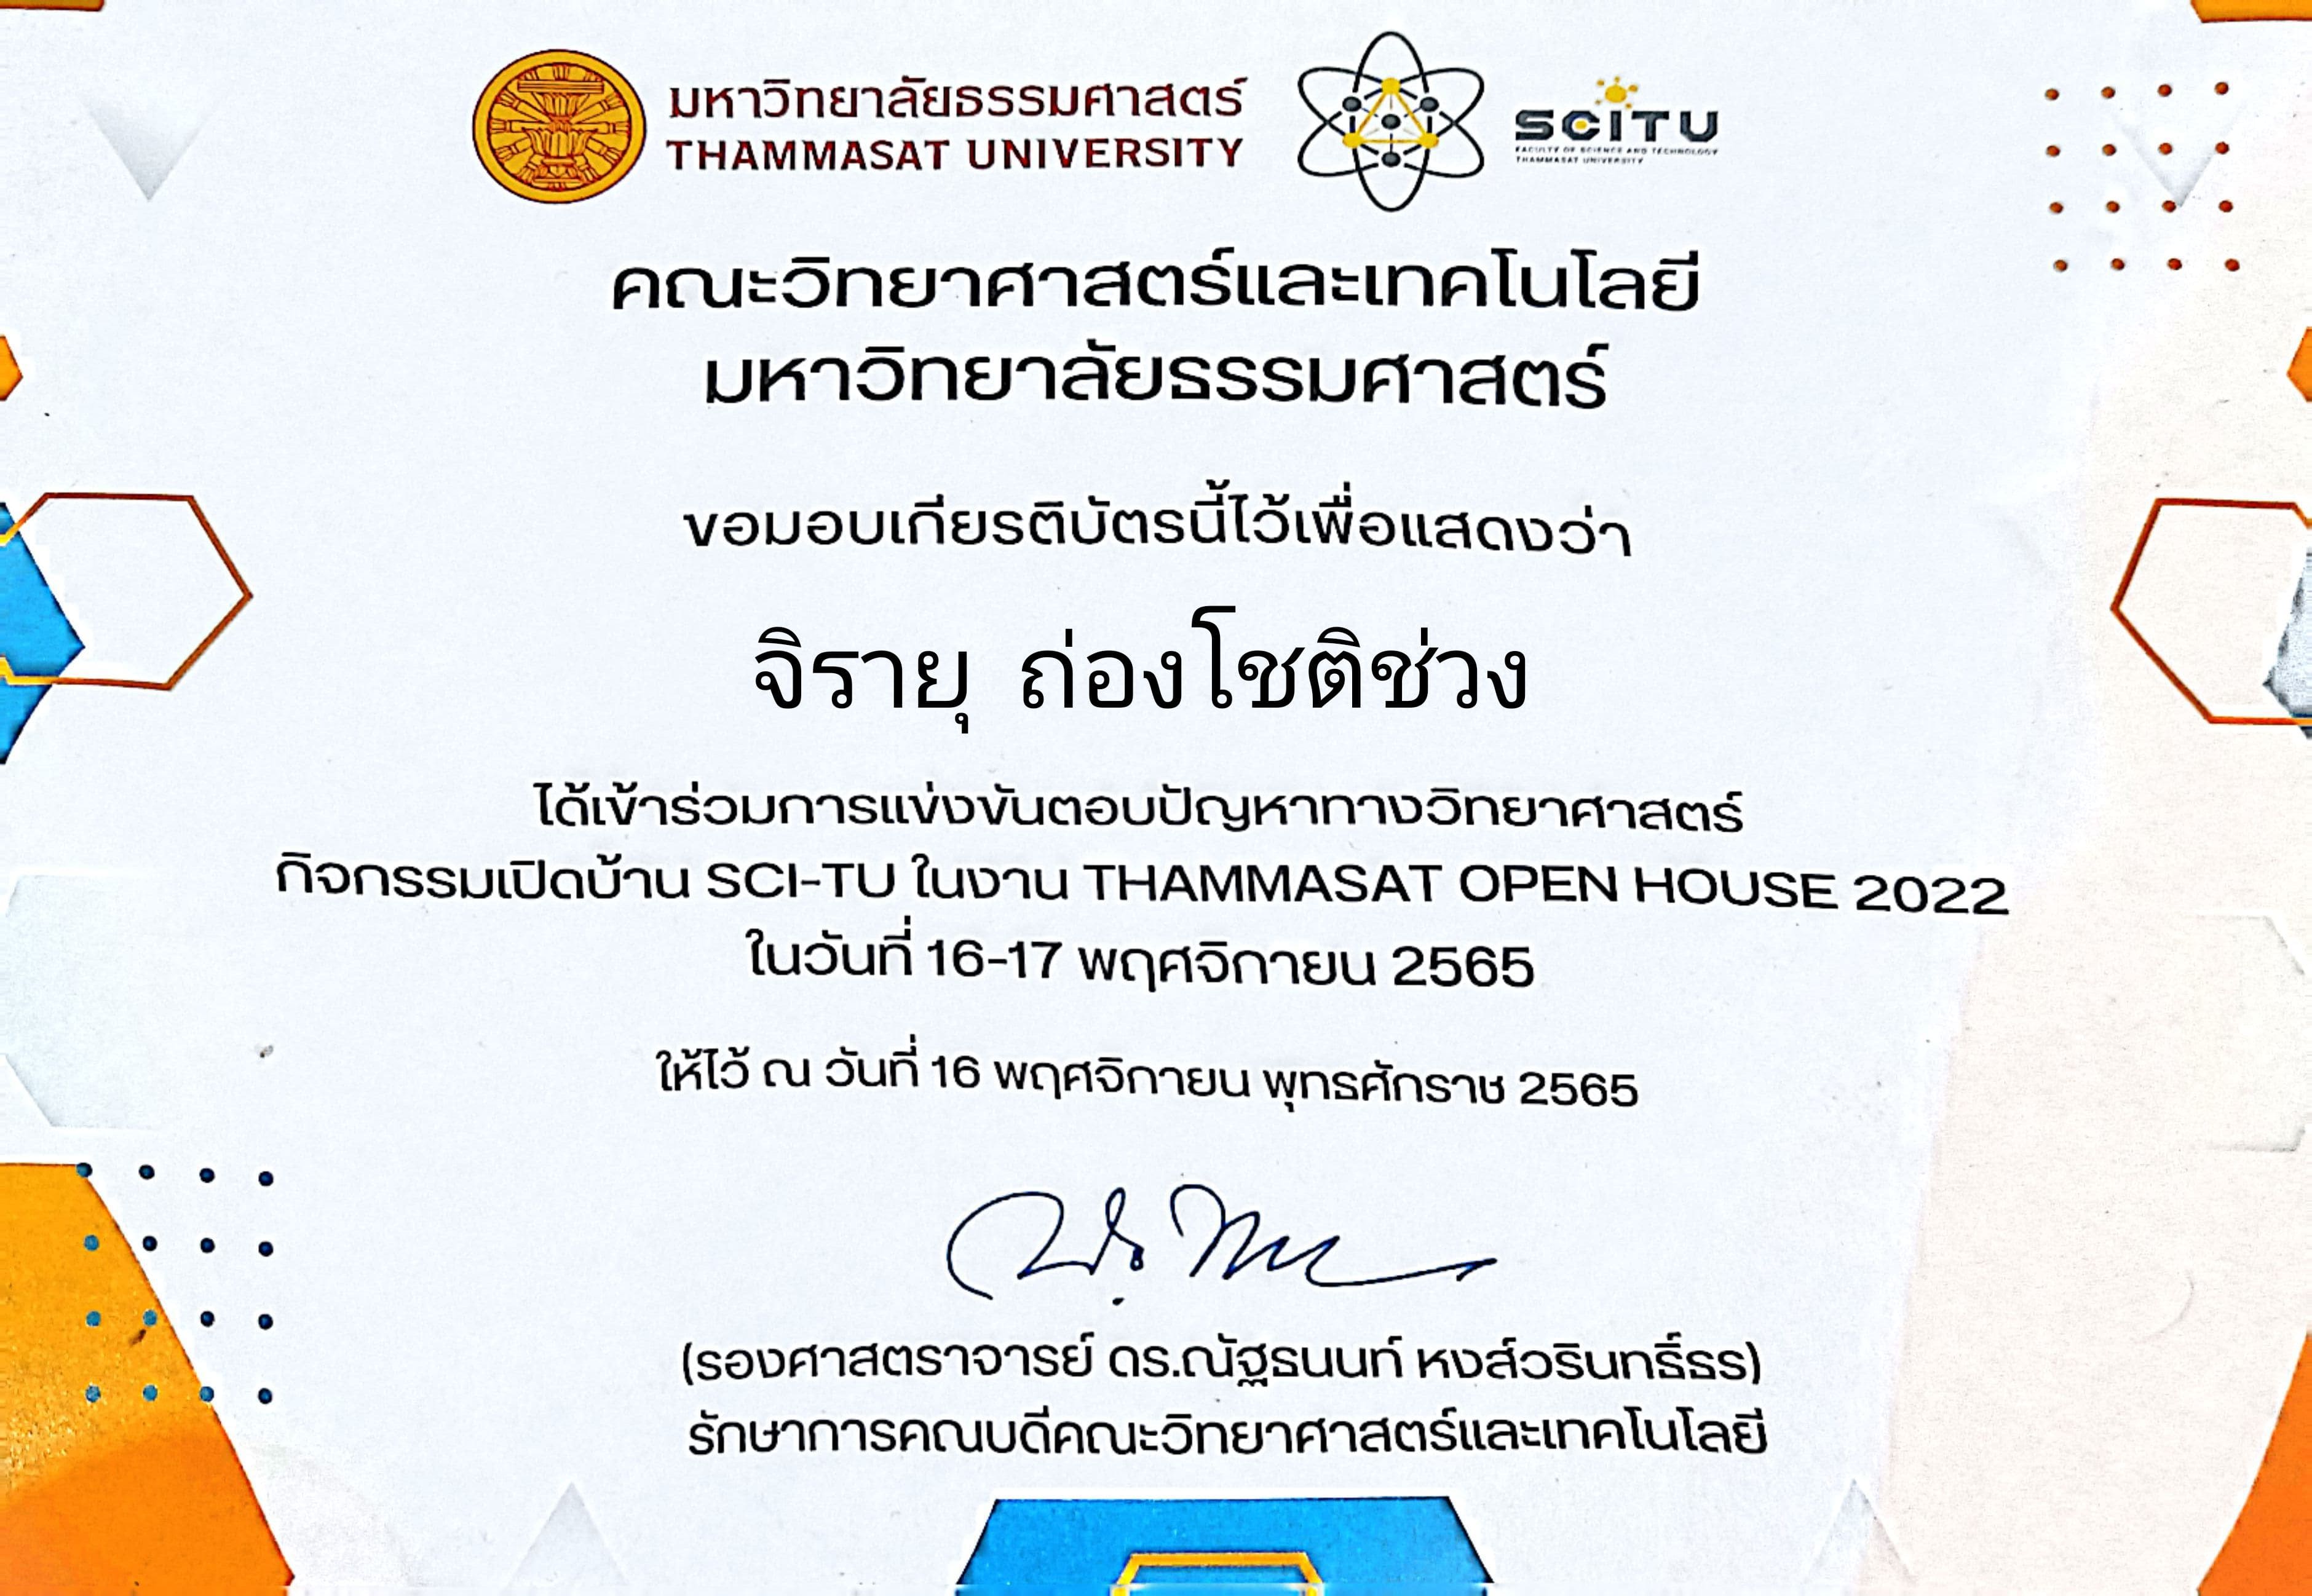 มหาวิทยาลัยธรรมศาสตร์
THAMMASAT UNIVERSITY
SCITU
FACULTY OF SCIENCE AND TECHNOLOGY
THAMMASAT UNIVERSITY
คณะวิทยาศาสตร์และเทคโนโลยี
มหาวิทยาลัยธรรมศาสตร์
ขอมอบเกียรติบัตรนี้ไว้เพื่อแสดงว่า
จิรายุ ถ่องโชติช่วง
ได้เข้าร่วมการแข่งขันตอบปัญหาทางวิทยาศาสตร์
กิจกรรมเปิดบ้าน SCI-TU ในงาน THAMMASAT OPEN HOUSE 2022
ในวันที่ 16-17 พฤศจิกายน 2565
ให้ไว้ ณ วันที่ 16 พฤศจิกายน พุทธศักราช 2565
(รองศาสตราจารย์ ดร.ณัฐธนนท์ หงส์วรินทธิ์ธร)
รักษาการคณบดีคณะวิทยาศาสตร์และเทคโนโลยี